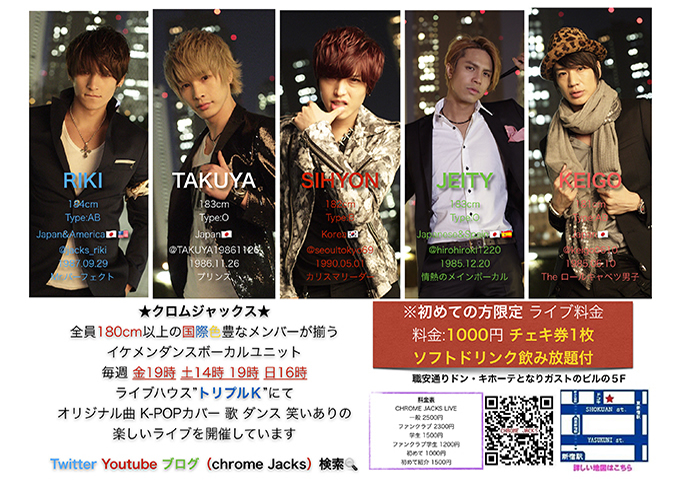 RIKI
184cm
Type:AB
Japan&America
@jacks_riki
1987.09.29
パーフェクト
TAKUYA
183cm
Type:O
Japan
@TAKUYA19861126
1986.11.26
プリンス
SIHYON
Korea
@seoultokyo69
1990.05.01
カリスマリーダー
JEITY
183cm
Type:O
@hirohiroki1220
1985.12.20
情熱のメインボーカル
KEIGO
Japan
The ロールキャベツ男子
★クロムジャックス★
全員180cm以上の国際色豊なメンバーが揃う
イケメンダンスボーカルユニット
毎週 金19時 土14時 19時 日16時
ライブハウス”トリプルK”にて
オリジナル曲 K-POPカバー 歌 ダンス 笑いありの
楽しいライブを開催しています
Twitter Youtube ブログ（chrome Jacks）検索
※初めての方限定 ライブ料金
料金:1000円 チェキ券1枚
ソフトドリンク飲み放題付
職安通りドン・キホーテとなりガストのビルの５F
料金表
CHROME JACKS LIVE
一般 2500円
ファンクラブ 2300円
学生 1500円
ファンクラブ学生 1200円
初めて 1000円
初めて紹介 1500円
CHROME JACKS
SHOKUAN st.
YASUKUNI st.
新宿駅
詳しい地図はこちら